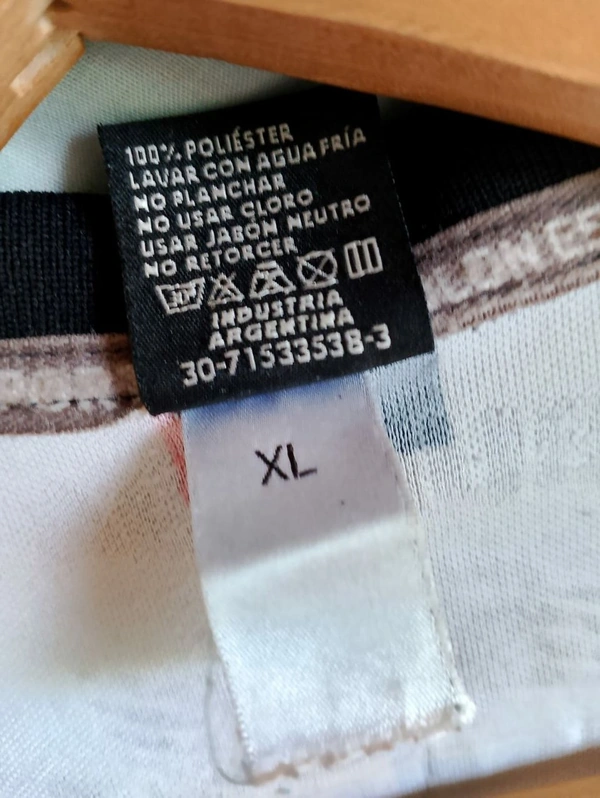 100% POLIÉSTER
LAVAR CON AGUA FRÍA
NO PLANCHAR
NO USAR CLORO
USAR JABÓN NEUTRO
NO RETORCER
INDUSTRIA
ARGENTINA
30-71533538-3
XL